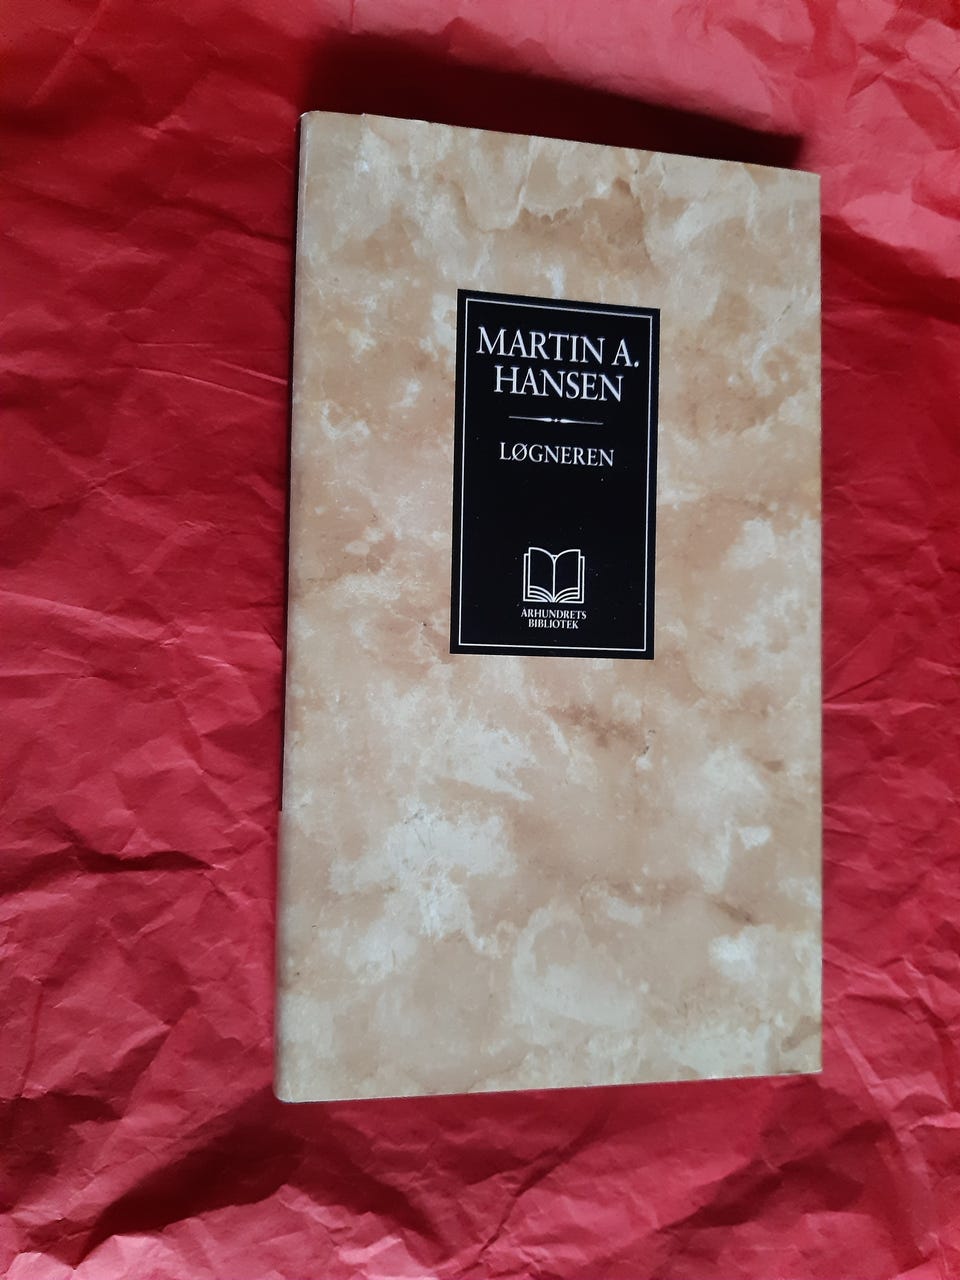 MARTIN A.
HANSEN
LØGNEREN
ÅRHUNDRETS
BIBLIOTEK